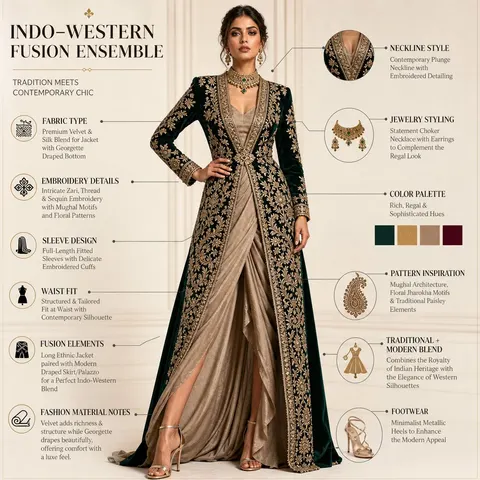 INDO–WESTERN
FUSION ENSEMBLE
TRADITION MEETS
CONTEMPORARY CHIC
FABRIC TYPE
Premium Velvet &
Silk Blend for Jacket
with Georgette
Draped Bottom
EMBROIDERY DETAILS
Intricate Zari, Thread
& Sequin Embroidery
with Mughal Motifs
and Floral Patterns
SLEEVE DESIGN
Full-Length Fitted
Sleeves with Delicate
Embroidered Cuffs
WAIST FIT
Structured & Tailored
Fit at Waist with
Contemporary Silhouette
FUSION ELEMENTS
Long Ethnic Jacket
paired with Modern
Draped Skirt/Palazzo
for a Perfect Indo-Western
Blend
FASHION MATERIAL NOTES
Velvet adds richness &
structure while Georgette
drapes beautifully,
offering comfort with
a luxe feel.
NECKLINE STYLE
Contemporary Plunge
Neckline with
Embroidered Detailing
JEWELRY STYLING
Statement Choker
Necklace with Earrings
to Complement the
Regal Look
COLOR PALETTE
Rich, Regal &
Sophisticated Hues
PATTERN INSPIRATION
Mughal Architecture,
Floral Jharokha Motifs
& Traditional Paisley
Elements
TRADITIONAL +
MODERN BLEND
Combines the Royalty
of Indian Heritage with
the Elegance of Western
Silhouettes
FOOTWEAR
Minimalist Metallic
Heels to Enhance
the Modern Appeal